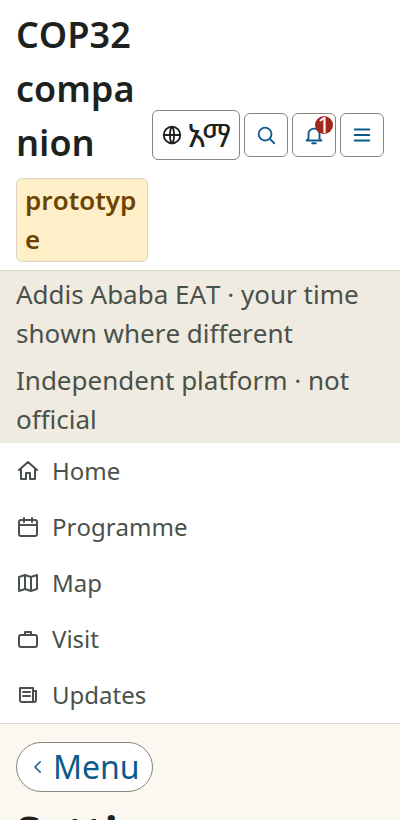 COP32
compa
nion
prototyp
e
አማ
1
Addis Ababa EAT · your time
shown where different
Independent platform · not
official
Home
Programme
Map
Visit
Updates
Menu